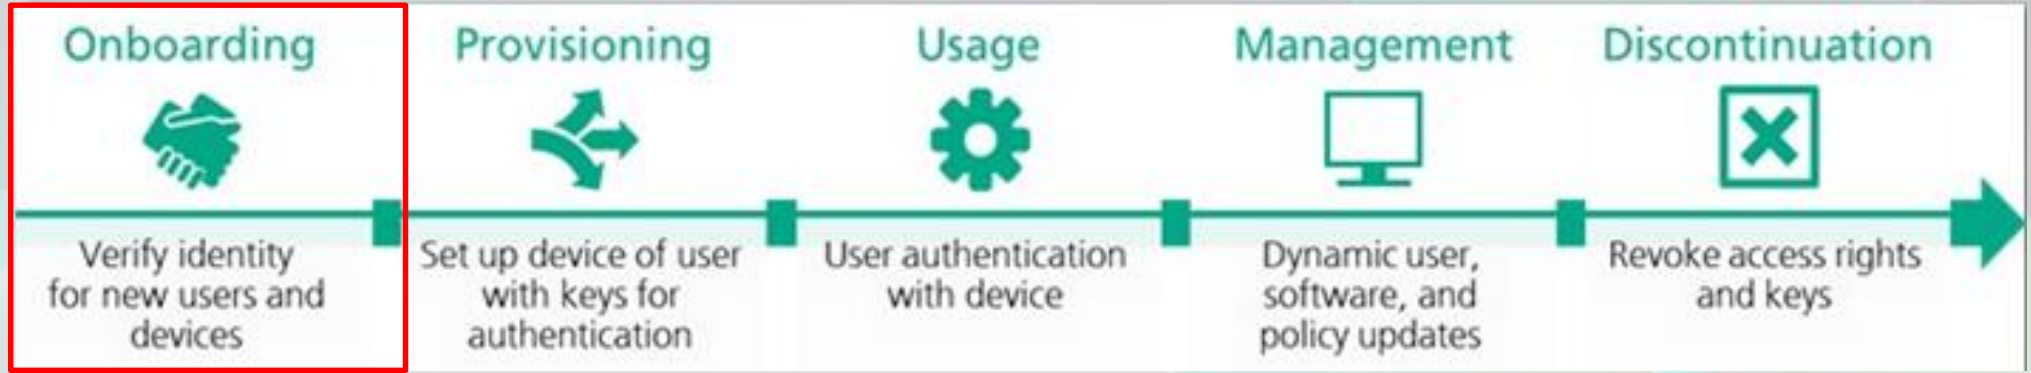 Onboarding
Provisioning
Usage
Management
Discontinuation
Verify identity
for new users and
devices
Set up device of user
with keys for
authentication
User authentication
with device
Dynamic user,
software, and
policy updates
Revoke access rights
and keys